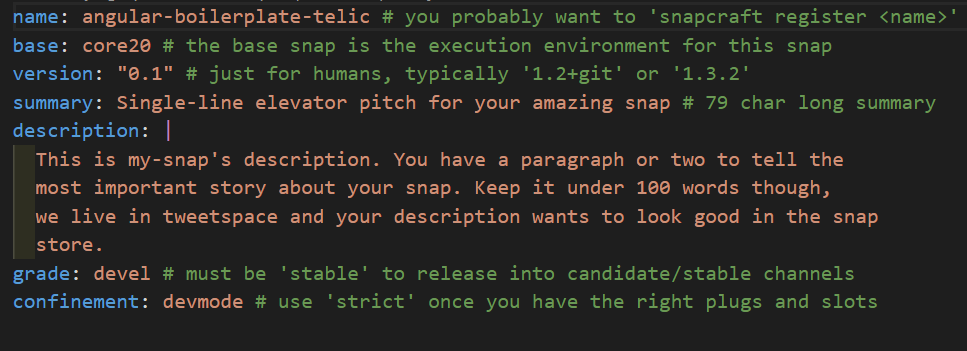 name: angular-boilerplate-telic # you probably want to 'snapcraft register <name>'
base: core20 # the base snap is the execution environment for this snap
version: "0.1" # just for humans, typically '1.2+git' or '1.3.2'
summary: Single-line elevator pitch for your amazing snap # 79 char long summary
description: |
  This is my-snap's description. You have a paragraph or two to tell the
  most important story about your snap. Keep it under 100 words though,
  we live in tweetspace and your description wants to look good in the snap
  store.
grade: devel # must be 'stable' to release into candidate/stable channels
confinement: devmode # use 'strict' once you have the right plugs and slots